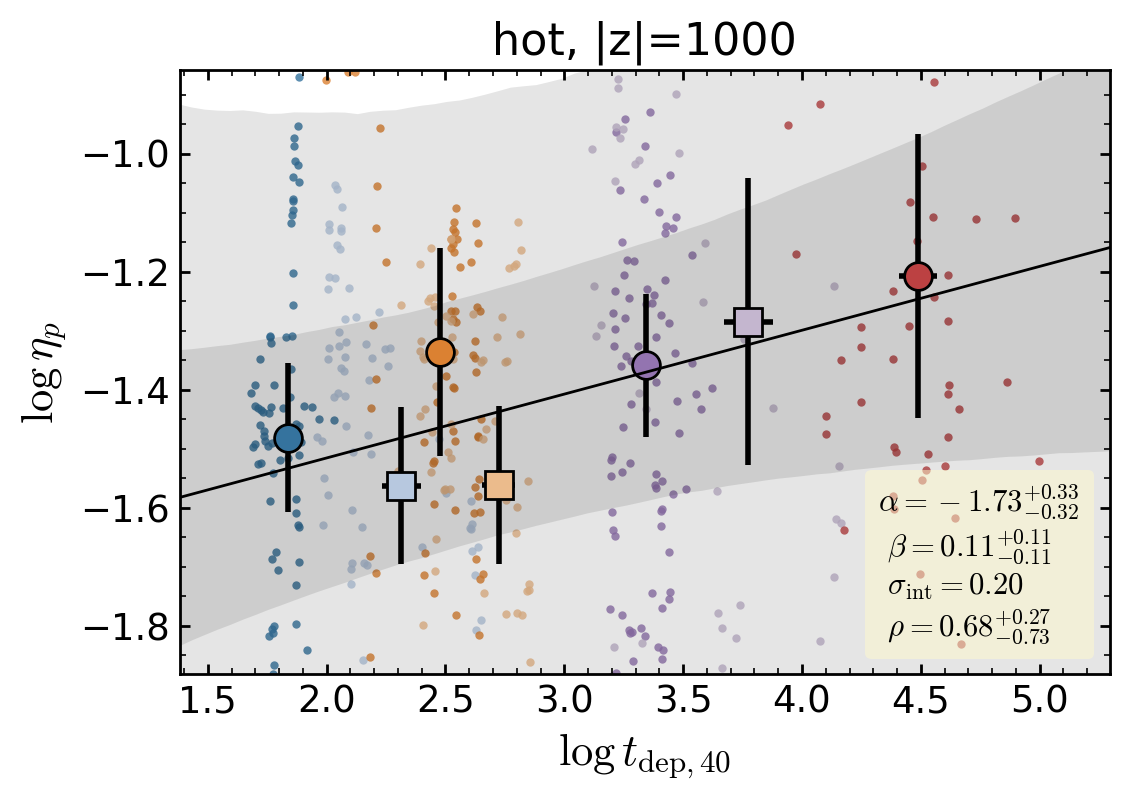 hot, |z|=1000
log η_p
−1.0
−1.2
−1.4
−1.6
−1.8
α = −1.73^{+0.33}_{−0.32}
β = 0.11^{+0.11}_{−0.11}
σ_int = 0.20
ρ = 0.68^{+0.27}_{−0.73}
1.5 2.0 2.5 3.0 3.5 4.0 4.5 5.0
log t_{dep, 40}